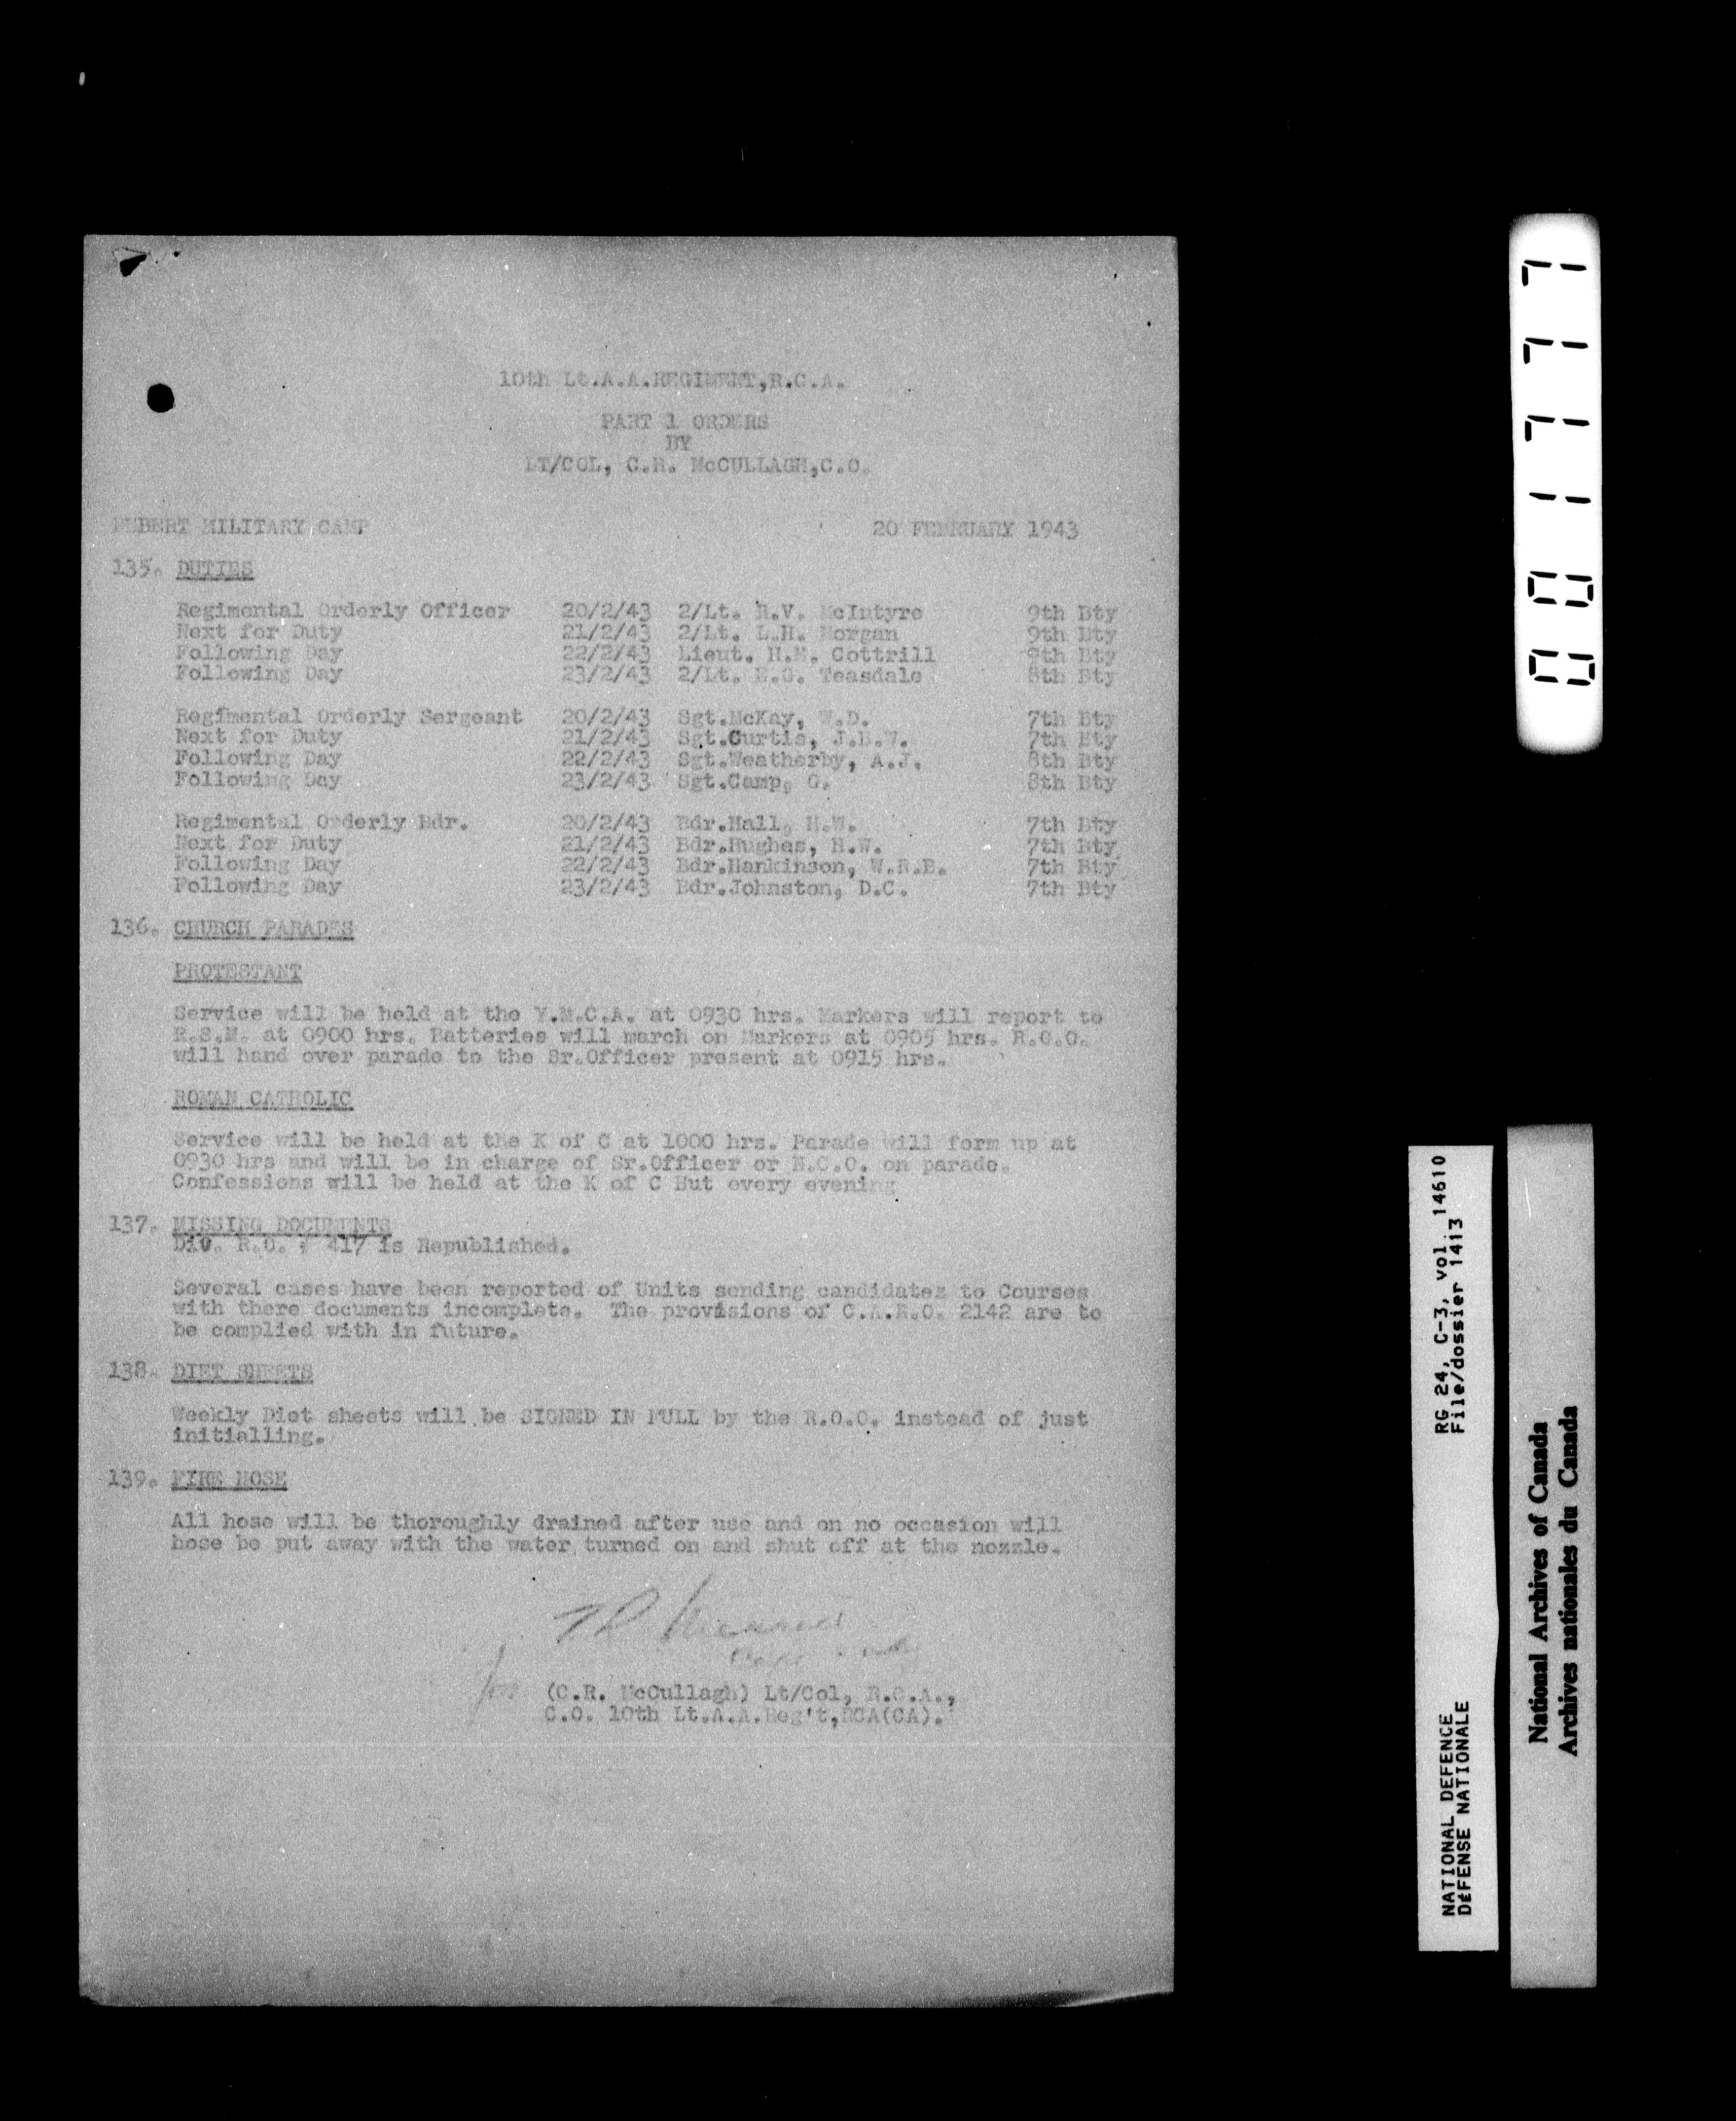 10th Lt.A.A.REGIMENT,R.C.A.
PART 1 ORDERS
BY
LT/COL, C.R. McCULLAGH,C.O.
DEBERT MILITARY CAMP 20 FEBRUARY 1943
135. DUTIES
Regimental Orderly Officer 20/2/43 2/Lt. R.V. McIntyre 9th Bty
Next for Duty 21/2/43 2/Lt. L.H. Morgan 9th Bty
Following Day 22/2/43 Lieut. H.M. Cottrill 9th Bty
Following Day 23/2/43 2/Lt. Teasdale 8th Bty
Regimental Orderly Sergeant 20/2/43 Sgt.McKay, W.D. 7th Bty
Next for Duty 21/2/43 Sgt.Curtis, J.B.W. 7th Bty
Following Day 22/2/43 Sgt.Weatherby, A.J. 8th Bty
Following Day 23/2/43 Sgt.Camp, G. 8th Bty
Regimental Orderly Bdr. 20/2/43 Bdr.Hall, H.W. 7th Bty
Next for Duty 21/2/43 Bdr.Hughes, H.W. 7th Bty
Following Day 22/2/43 Bdr.Hankinson, W.R.B. 7th Bty
Following Day 23/2/43 Bdr.Johnston, D.C. 7th Bty
136. CHURCH PARADES
PROTESTANT
Service will be held at the Y.M.C.A. at 0930 hrs. Markers will report to
R.S.M. at 0900 hrs. Batteries will march on Markers at 0905 hrs. R.O.O.
will hand over parade to the Sr.Officer present at 0915 hrs.
ROMAN CATHOLIC
Service will be held at the K of C at 1000 hrs. Parade will form up at
0930 hrs and will be in charge of Sr.Officer or N.C.O. on parade.
Confessions will be held at the K of C Hut every evening
137. MISSING DOCUMENTS
Div. R.O. # 417 is Republished.
Several cases have been reported of Units sending candidates to Courses
with there documents incomplete. The provisions of C.A.R.O. 2142 are to
be complied with in future.
138. DIET SHEETS
Weekly Diet sheets will be SIGNED IN FULL by the R.O.O. instead of just
initialling.
139. FIRE HOSE
All hose will be thoroughly drained after use and on no occasion will
hose be put away with the water turned on and shut off at the nozzle.
for (C.R. McCullagh) Lt/Col, R.C.A.,
C.O. 10th Lt.A.A.Reg't,RCA(CA).
RG 24, C-3, vol. 14610
File/dossier 1413
NATIONAL DEFENCE
DÉFENSE NATIONALE
National Archives of Canada
Archives nationales du Canada